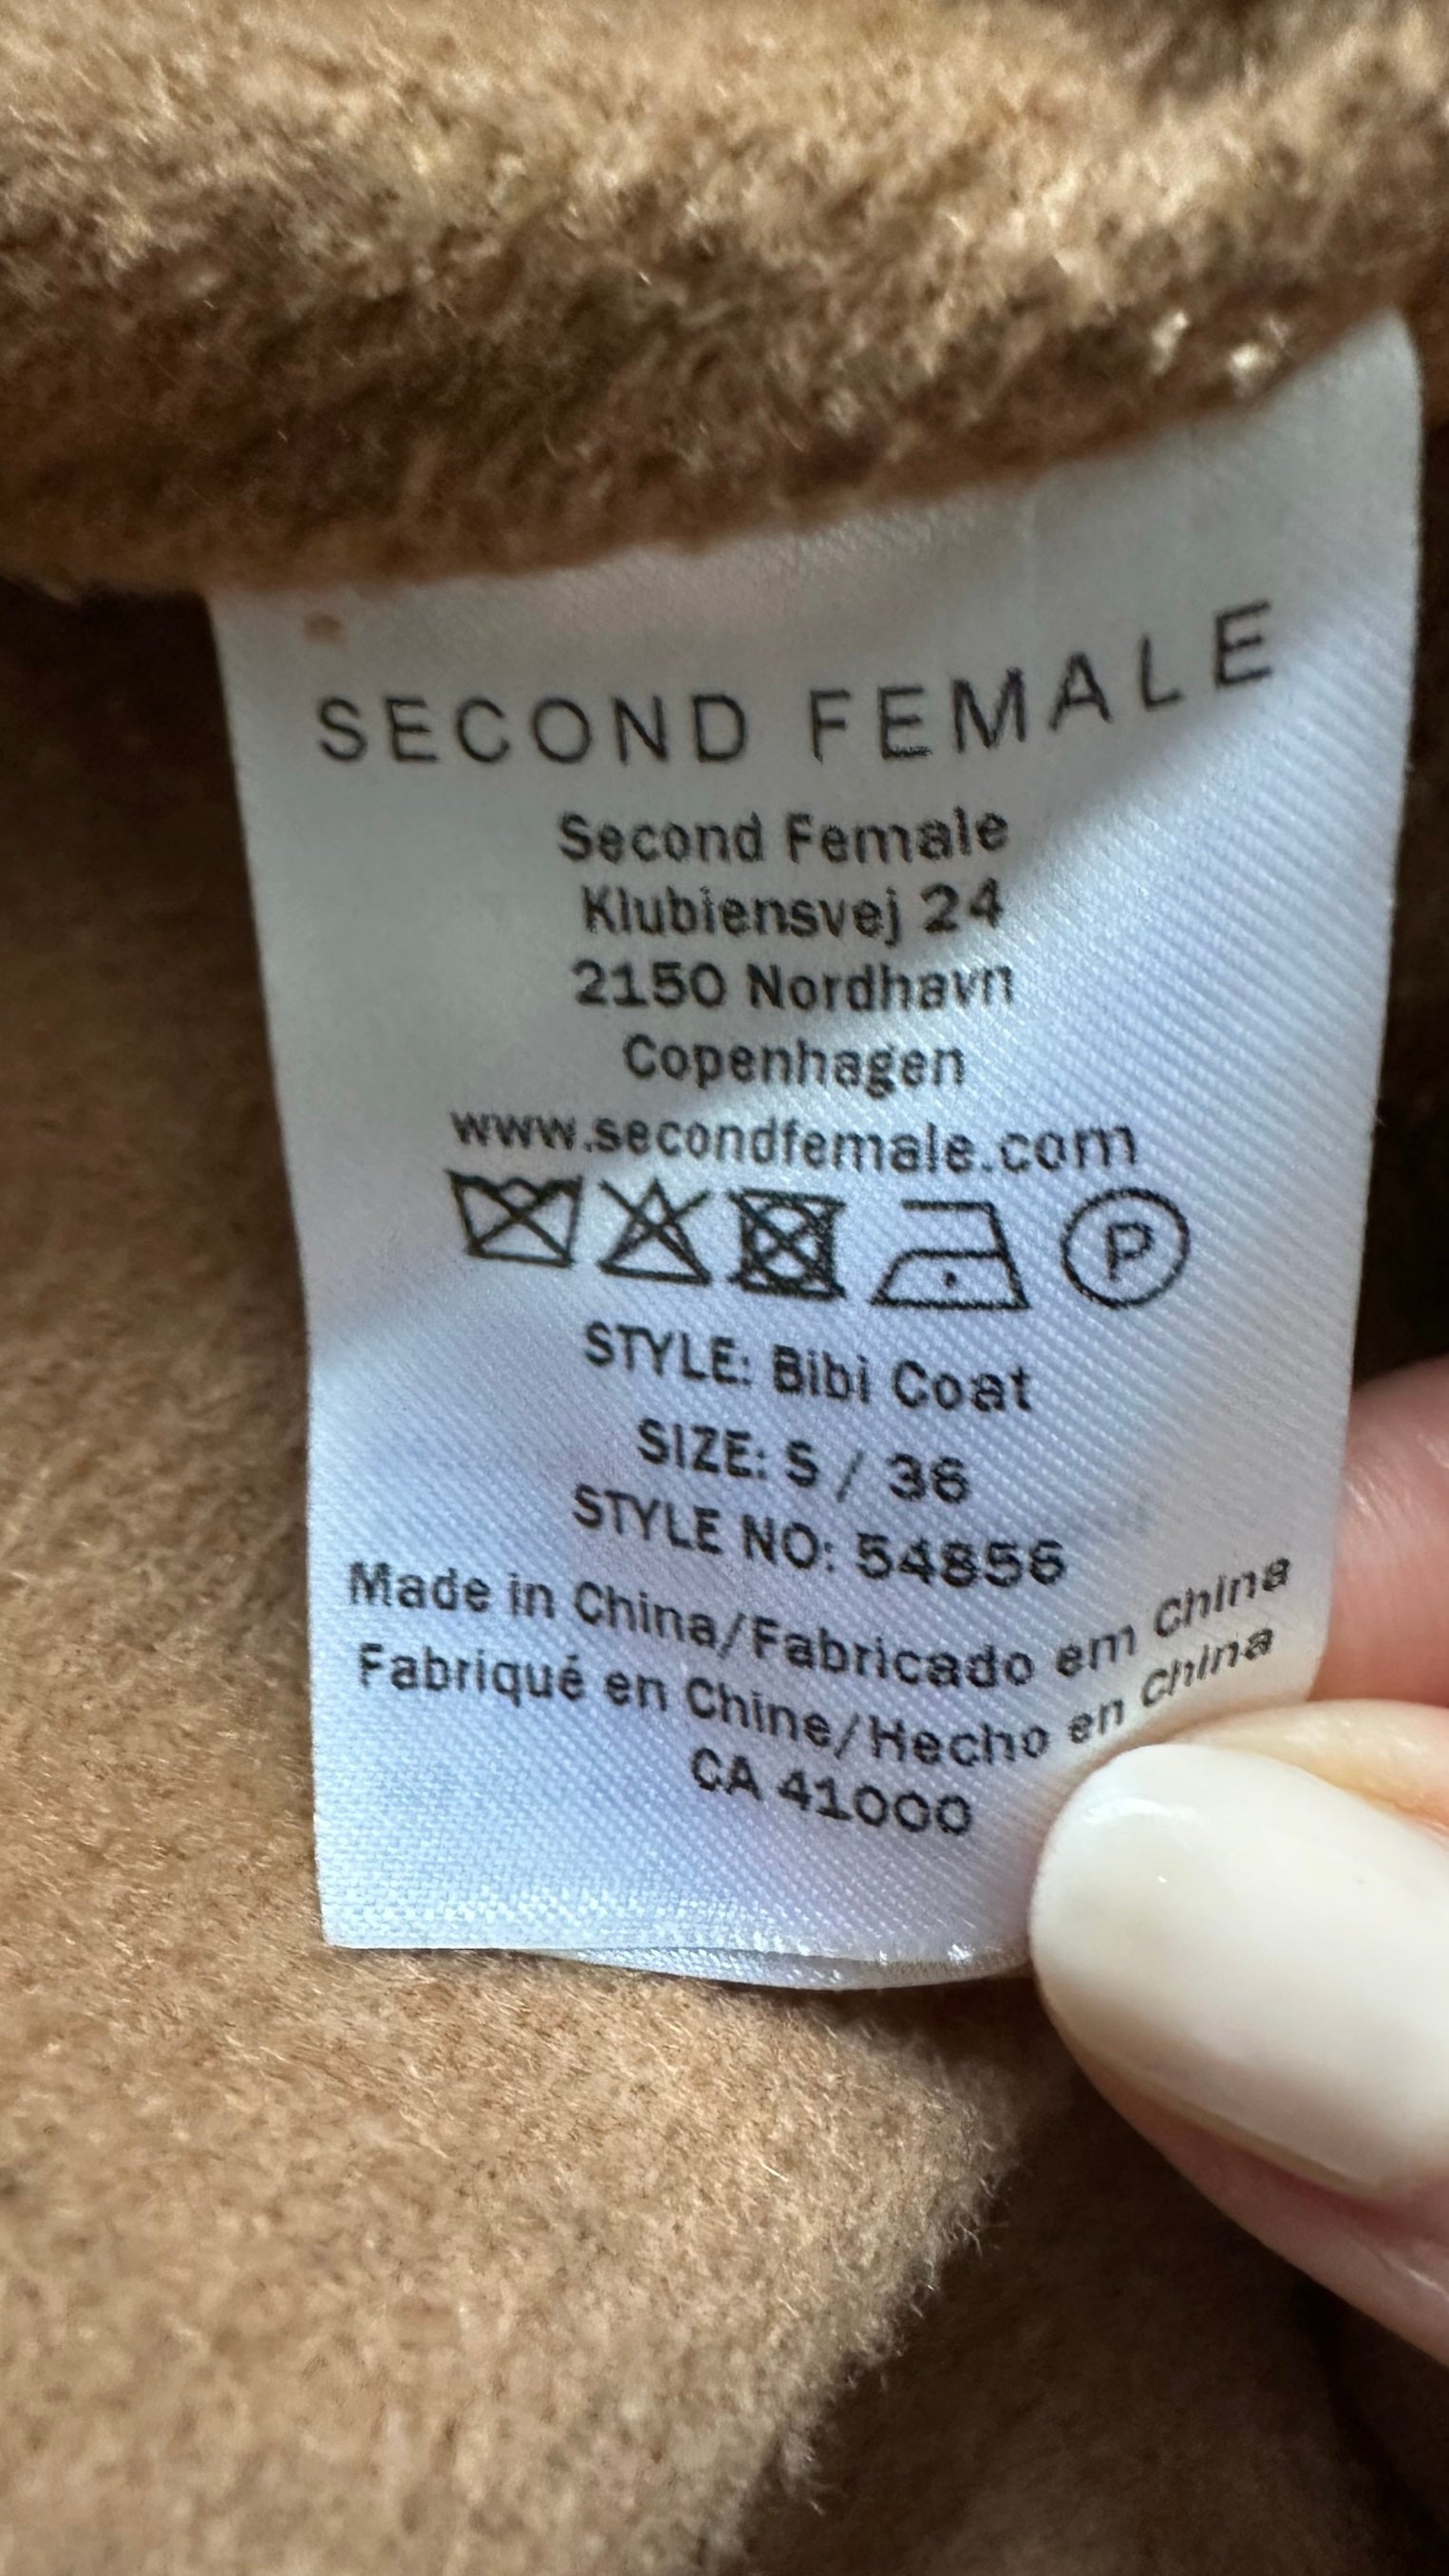 SECOND FEMALE
Second Female
Klubiensvej 24
2150 Nordhavn
Copenhagen
www.secondfemale.com
P
STYLE: Bibi Coat
SIZE: S / 36
STYLE NO: 54856
Made in China/Fabricado em China
Fabriqué en Chine/Hecho en China
CA 41000